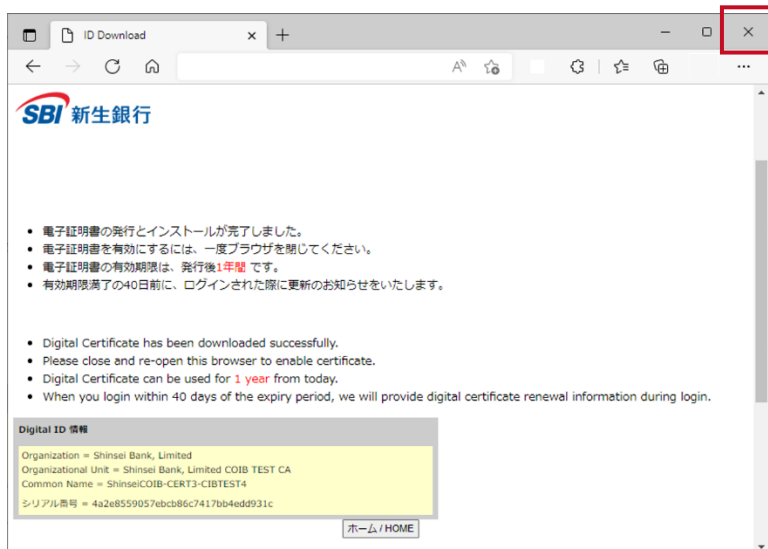 ID Download
SBI 新生銀行
電子証明書の発行とインストールが完了しました。
電子証明書を有効にするには、一度ブラウザを閉じてください。
電子証明書の有効期限は、発行後1年間 です。
有効期限満了の40日前に、ログインされた際に更新のお知らせをいたします。
Digital Certificate has been downloaded successfully.
Please close and re-open this browser to enable certificate.
Digital Certificate can be used for 1 year from today.
When you login within 40 days of the expiry period, we will provide digital certificate renewal information during login.
Digital ID 情報
Organization = Shinsei Bank, Limited
Organizational Unit = Shinsei Bank, Limited COIB TEST CA
Common Name = ShinseiCOIB-CERT3-CIBTEST4
シリアル番号 = 4a2e8559057ebcb86c7417bb4edd931c
ホーム / HOME